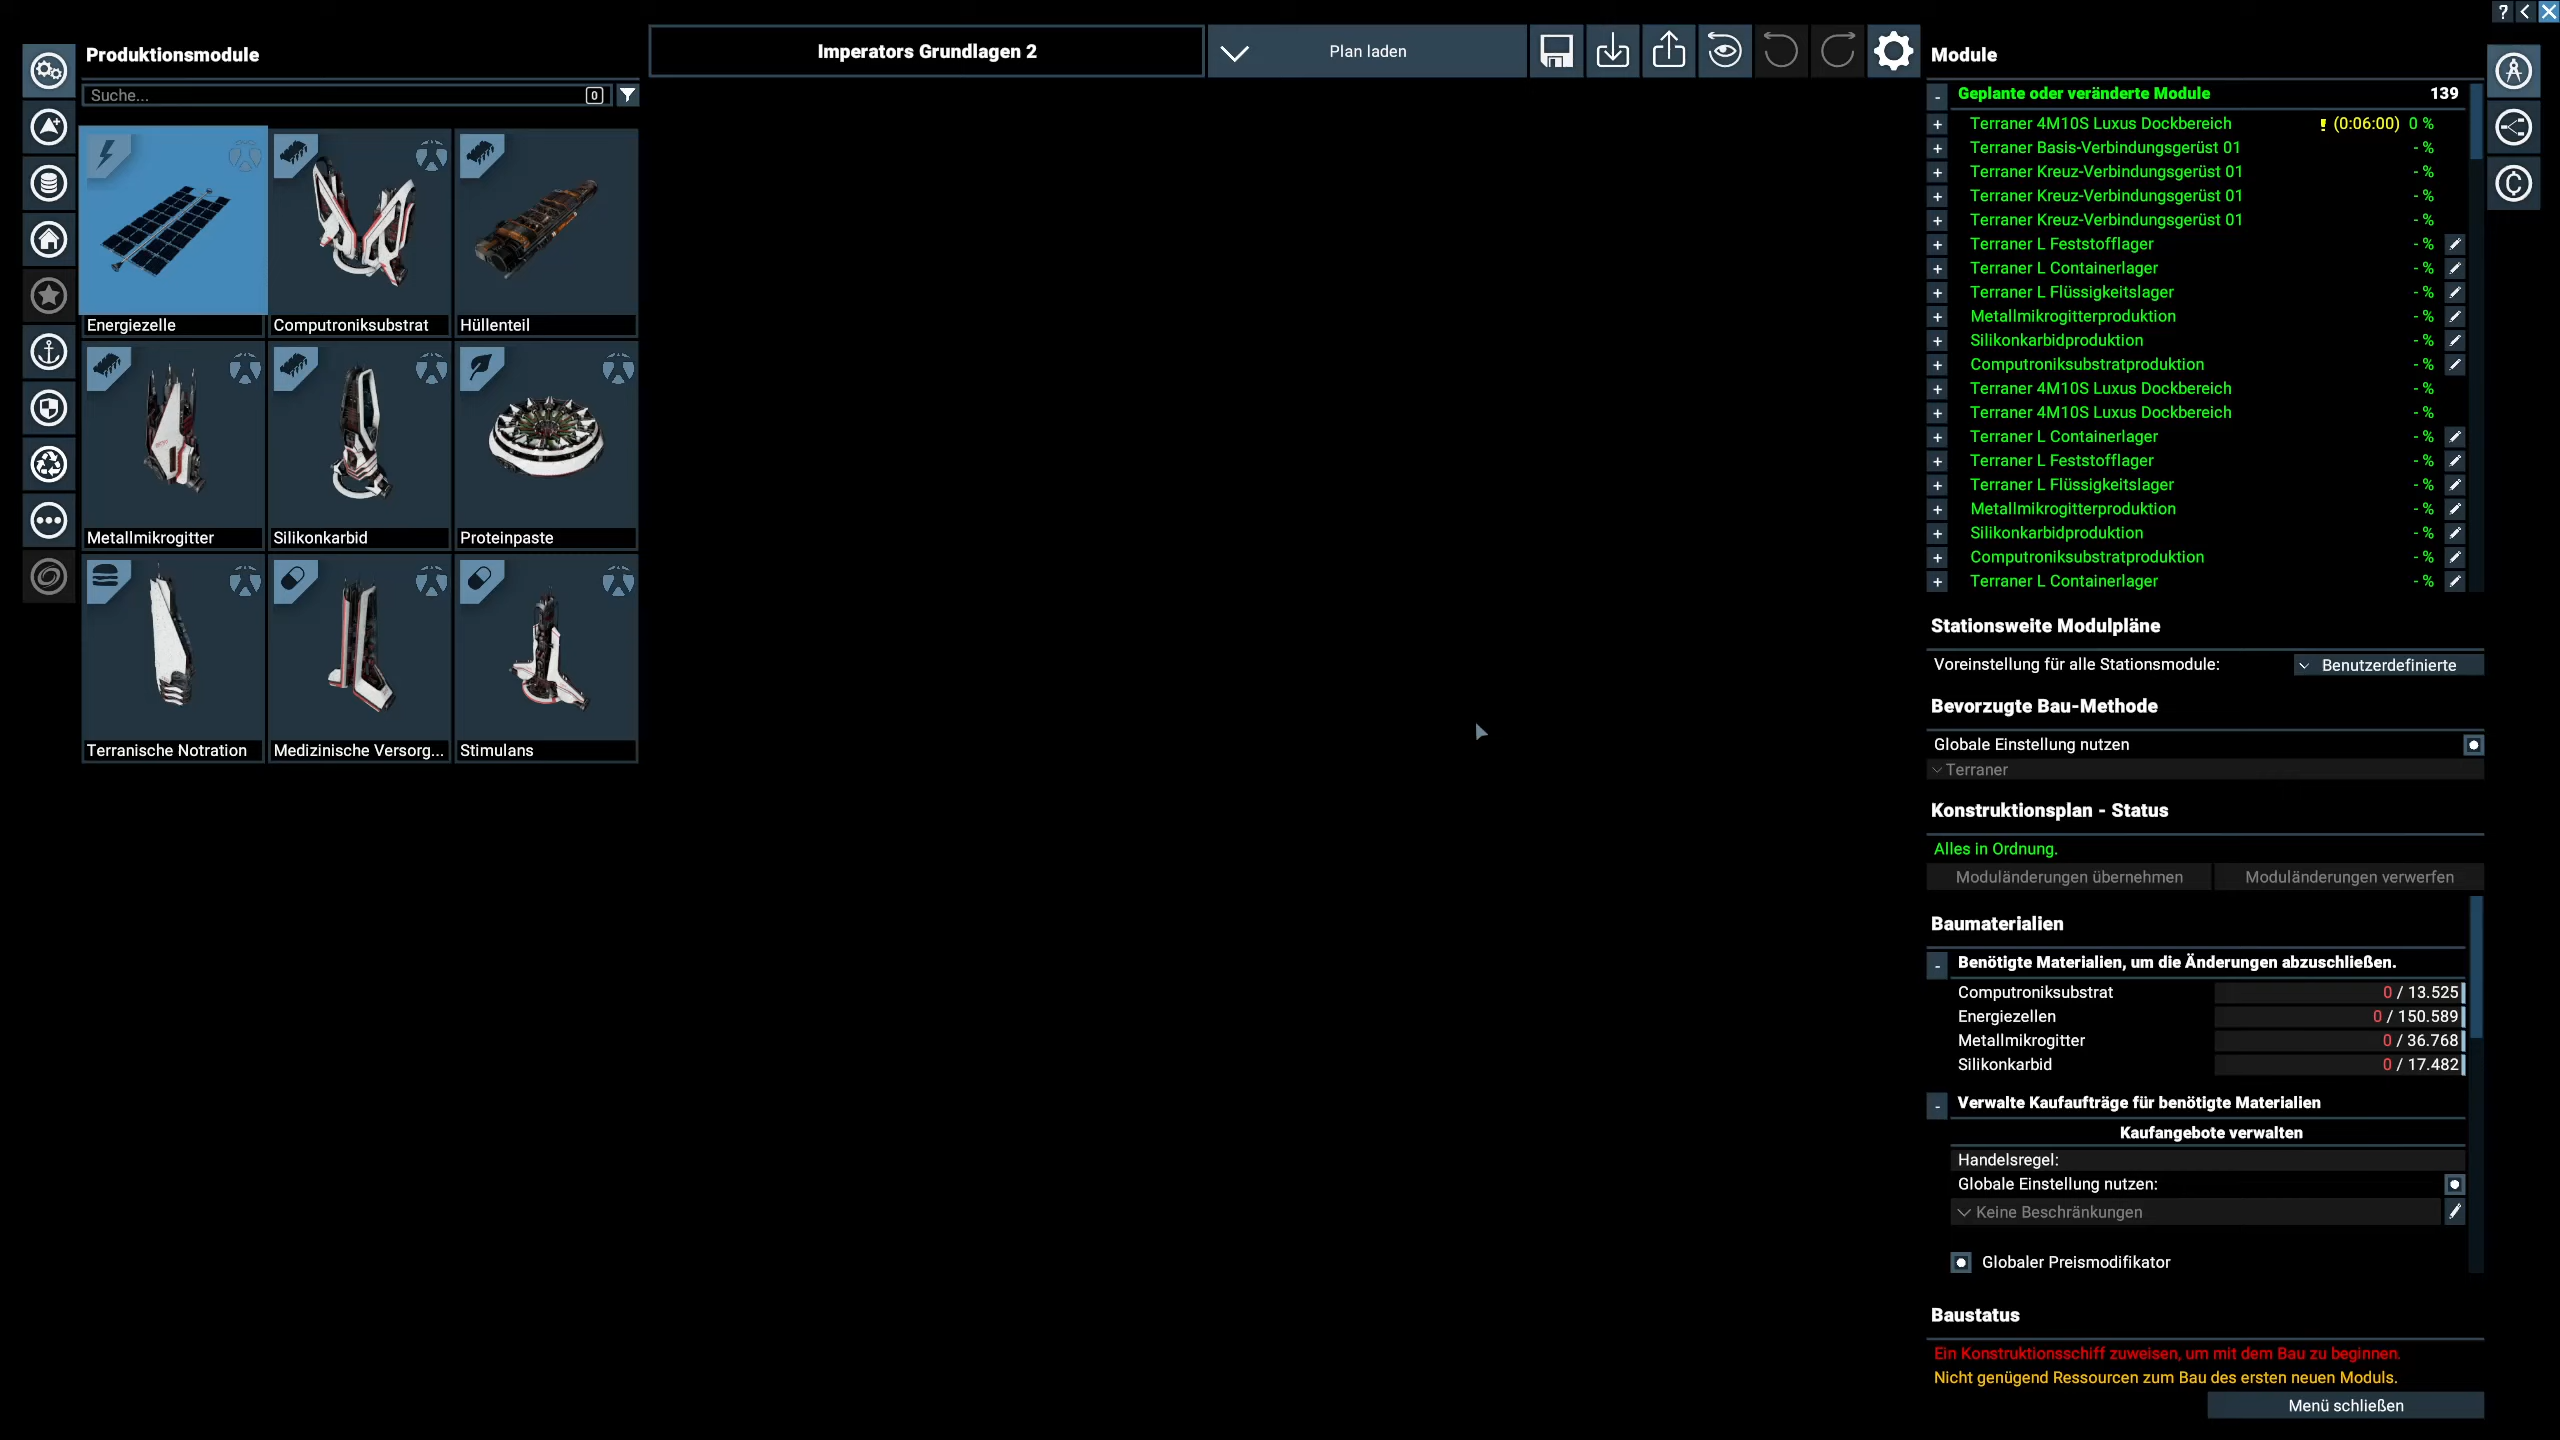 Produktionsmodule
Suche...
0
Energiezelle
Computroniksubstrat
Hüllenteil
Metallmikrogitter
Silikonkarbid
Proteinpaste
Terranische Notration
Medizinische Versorg...
Stimulans
Imperators Grundlagen 2
Plan laden
?
Module
- Geplante oder veränderte Module 139
+ Terraner 4M10S Luxus Dockbereich ! (0:06:00) 0 %
+ Terraner Basis-Verbindungsgerüst 01 - %
+ Terraner Kreuz-Verbindungsgerüst 01 - %
+ Terraner Kreuz-Verbindungsgerüst 01 - %
+ Terraner Kreuz-Verbindungsgerüst 01 - %
+ Terraner L Feststofflager - %
+ Terraner L Containerlager - %
+ Terraner L Flüssigkeitslager - %
+ Metallmikrogitterproduktion - %
+ Silikonkarbidproduktion - %
+ Computroniksubstratproduktion - %
+ Terraner 4M10S Luxus Dockbereich - %
+ Terraner 4M10S Luxus Dockbereich - %
+ Terraner L Containerlager - %
+ Terraner L Feststofflager - %
+ Terraner L Flüssigkeitslager - %
+ Metallmikrogitterproduktion - %
+ Silikonkarbidproduktion - %
+ Computroniksubstratproduktion - %
+ Terraner L Containerlager - %
Stationsweite Modulpläne
Voreinstellung für alle Stationsmodule: Benutzerdefinierte
Bevorzugte Bau-Methode
Globale Einstellung nutzen
Terraner
Konstruktionsplan - Status
Alles in Ordnung.
Moduländerungen übernehmen Moduländerungen verwerfen
Baumaterialien
- Benötigte Materialien, um die Änderungen abzuschließen.
Computroniksubstrat 0 / 13.525
Energiezellen 0 / 150.589
Metallmikrogitter 0 / 36.768
Silikonkarbid 0 / 17.482
- Verwalte Kaufaufträge für benötigte Materialien
Kaufangebote verwalten
Handelsregel:
Globale Einstellung nutzen:
Keine Beschränkungen
Globaler Preismodifikator
Baustatus
Ein Konstruktionsschiff zuweisen, um mit dem Bau zu beginnen.
Nicht genügend Ressourcen zum Bau des ersten neuen Moduls.
Menü schließen